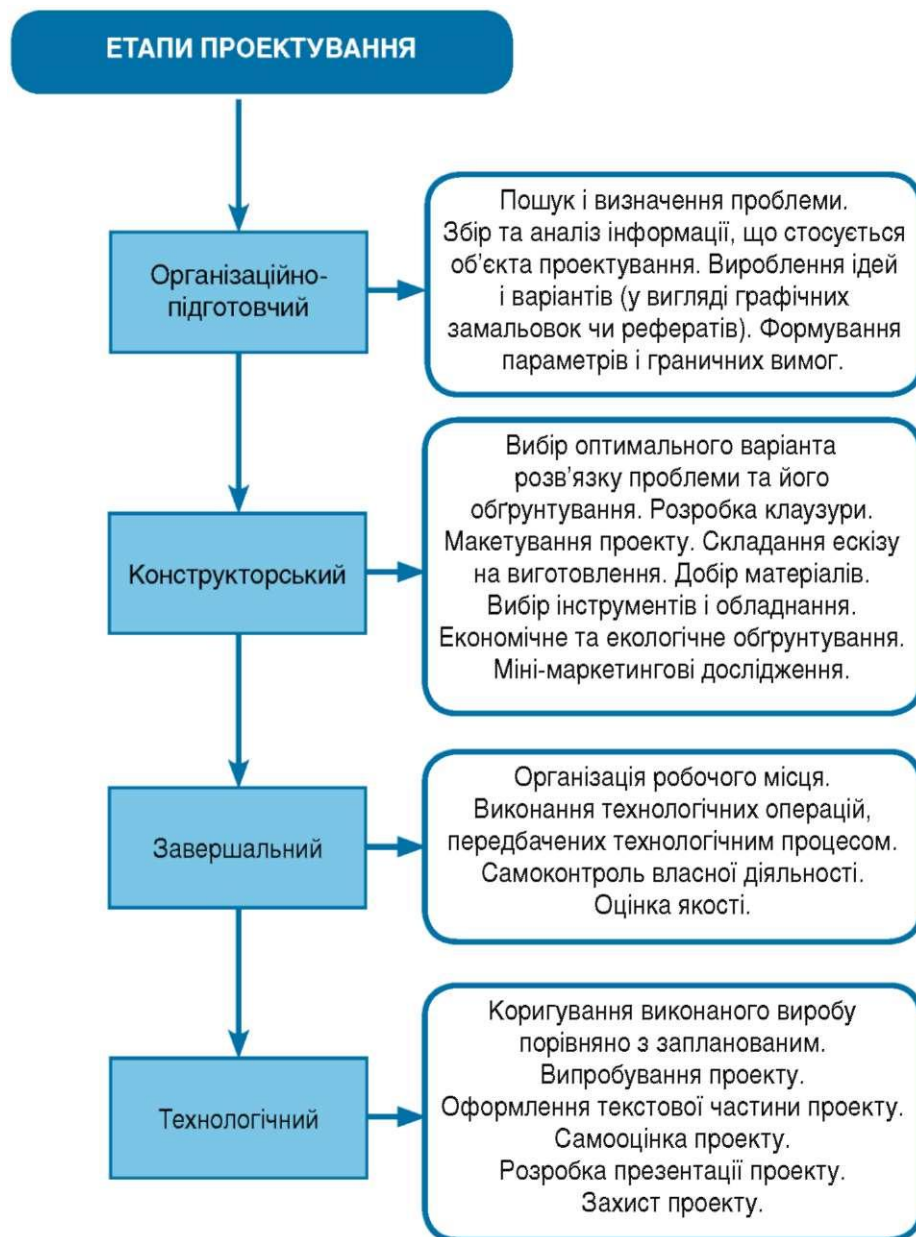 ЕТАПИ ПРОЕКТУВАННЯ
Організаційно-
підготовчий
Пошук і визначення проблеми.
Збір та аналіз інформації, що стосується
об’єкта проектування. Вироблення ідей
і варіантів (у вигляді графічних
замальовок чи рефератів). Формування
параметрів і граничних вимог.
Конструкторський
Вибір оптимального варіанта
розв’язку проблеми та його
обґрунтування. Розробка клаузури.
Макетування проекту. Складання ескізу
на виготовлення. Добір матеріалів.
Вибір інструментів і обладнання.
Економічне та екологічне обґрунтування.
Міні-маркетингові дослідження.
Завершальний
Організація робочого місця.
Виконання технологічних операцій,
передбачених технологічним процесом.
Самоконтроль власної діяльності.
Оцінка якості.
Технологічний
Коригування виконаного виробу
порівняно з запланованим.
Випробування проекту.
Оформлення текстової частини проекту.
Самооцінка проекту.
Розробка презентації проекту.
Захист проекту.